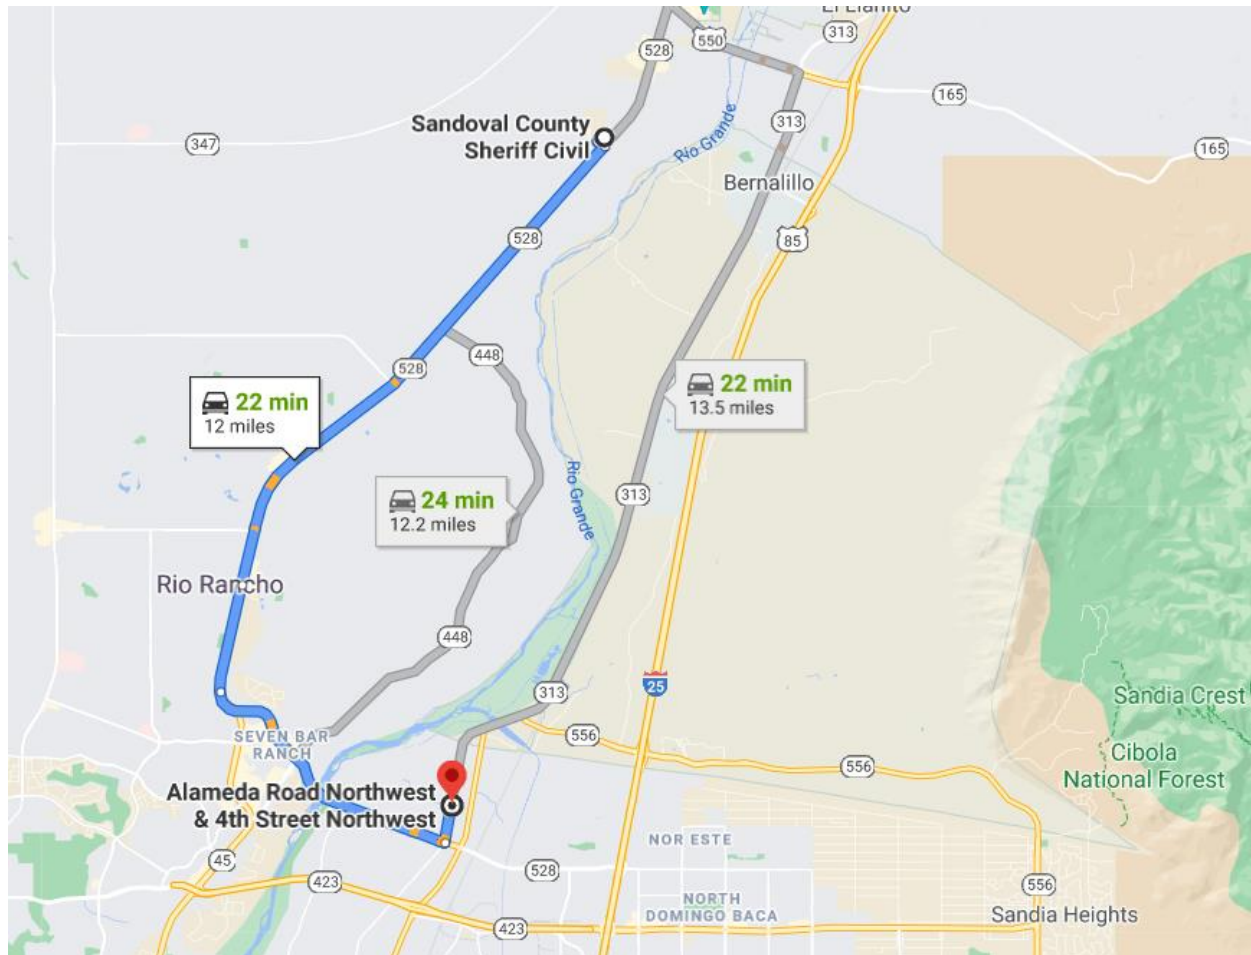 El Llanito
550
313
528
165
Sandoval County
Sheriff Civil
347
313
Rio Grande
165
Bernalillo
528
85
448
528
22 min
12 miles
22 min
13.5 miles
24 min
12.2 miles
Rio Grande
313
Rio Rancho
448
313
25
Sandia Crest
SEVEN BAR
RANCH
556
556
Cibola
National Forest
Alameda Road Northwest
& 4th Street Northwest
NOR ESTE
45
528
423
556
NORTH
DOMINGO BACA
Sandia Heights
423